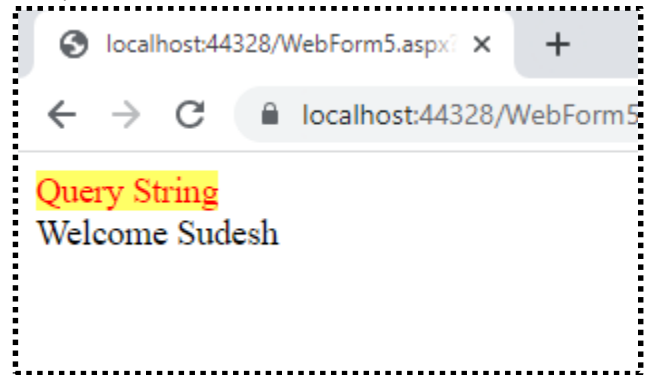 localhost:44328/WebForm5.aspx?
localhost:44328/WebForm5
Query String
Welcome Sudesh